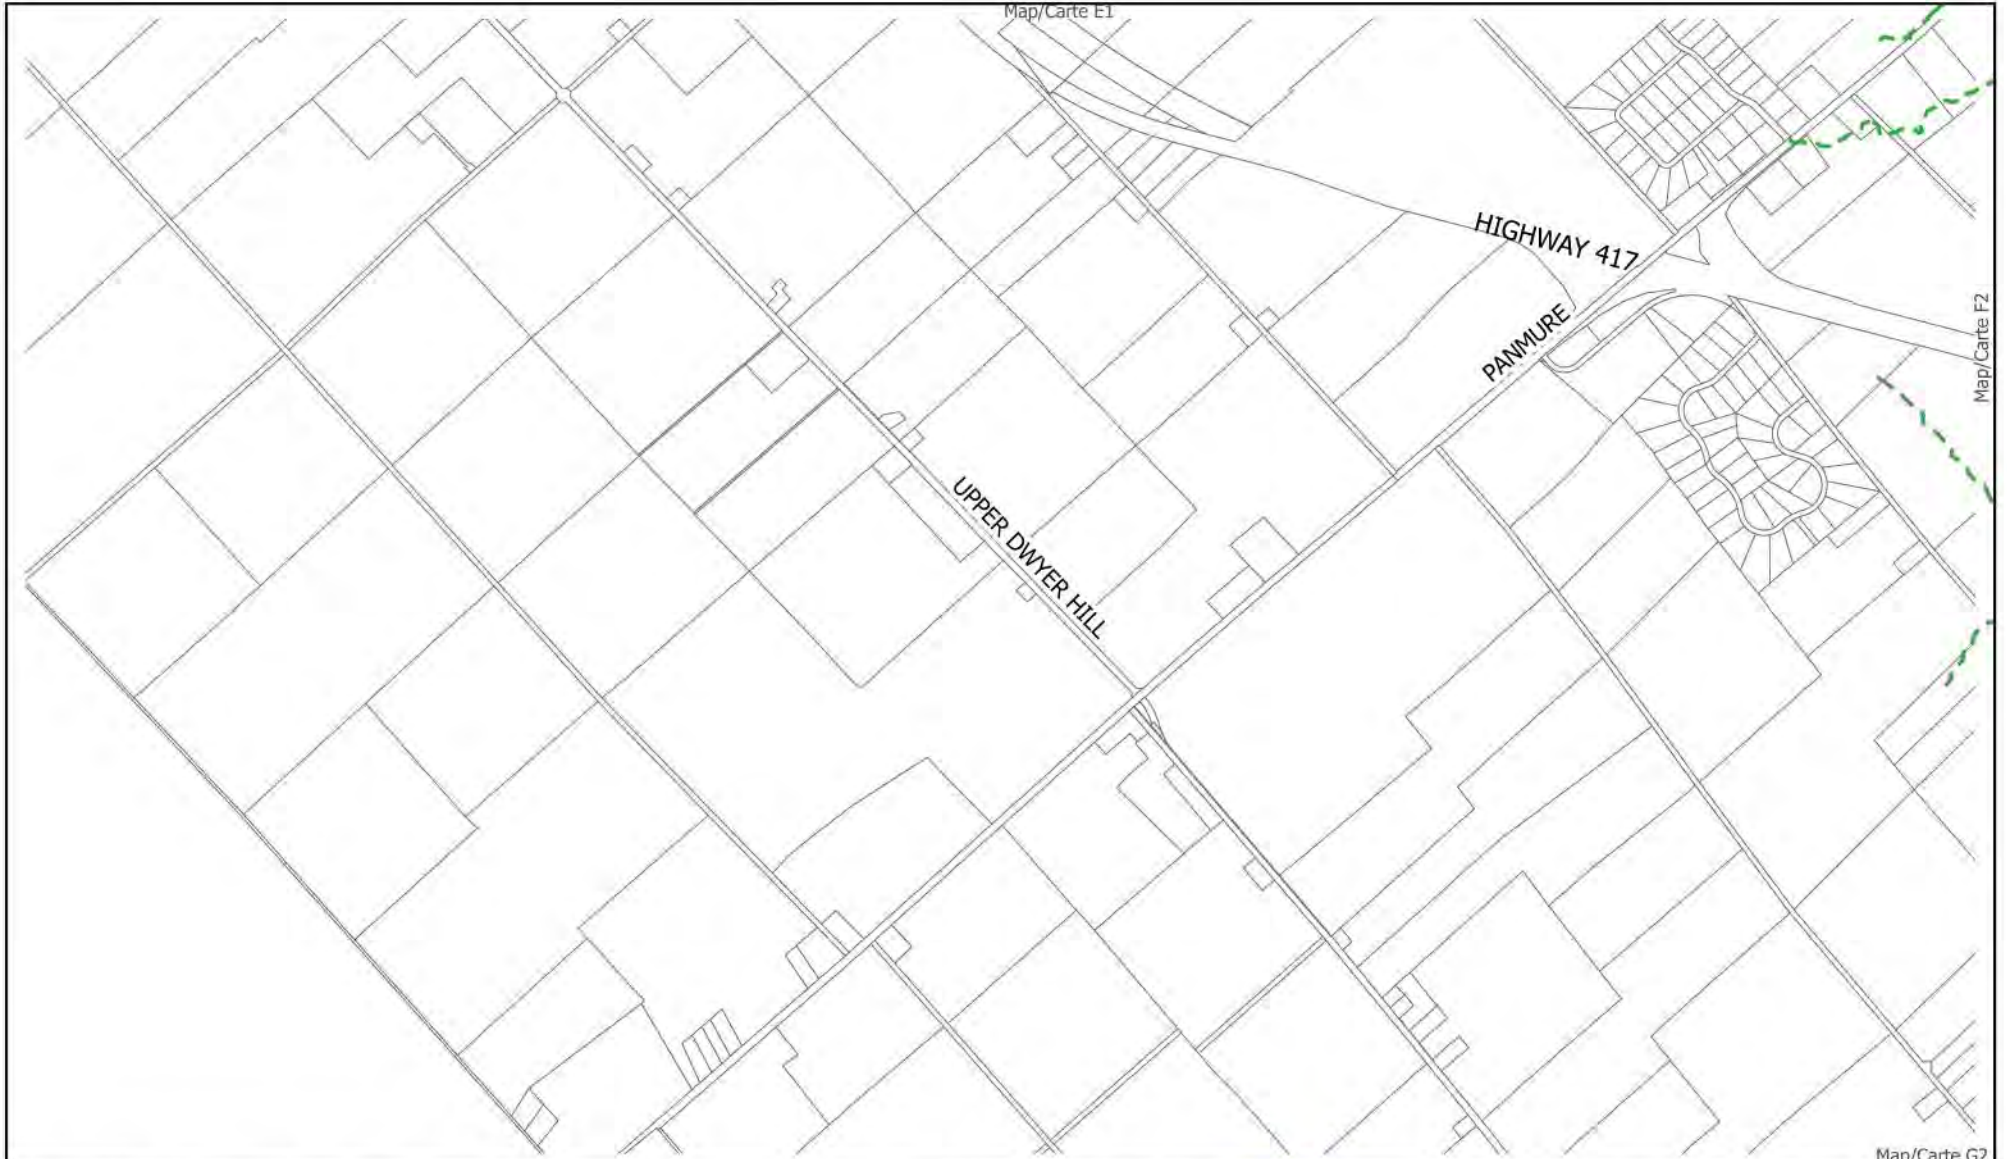 Map/Carte E1
HIGHWAY 417
Map/Carte F2
PANMURE
UPPER DWYER HILL
Map/Carte G2